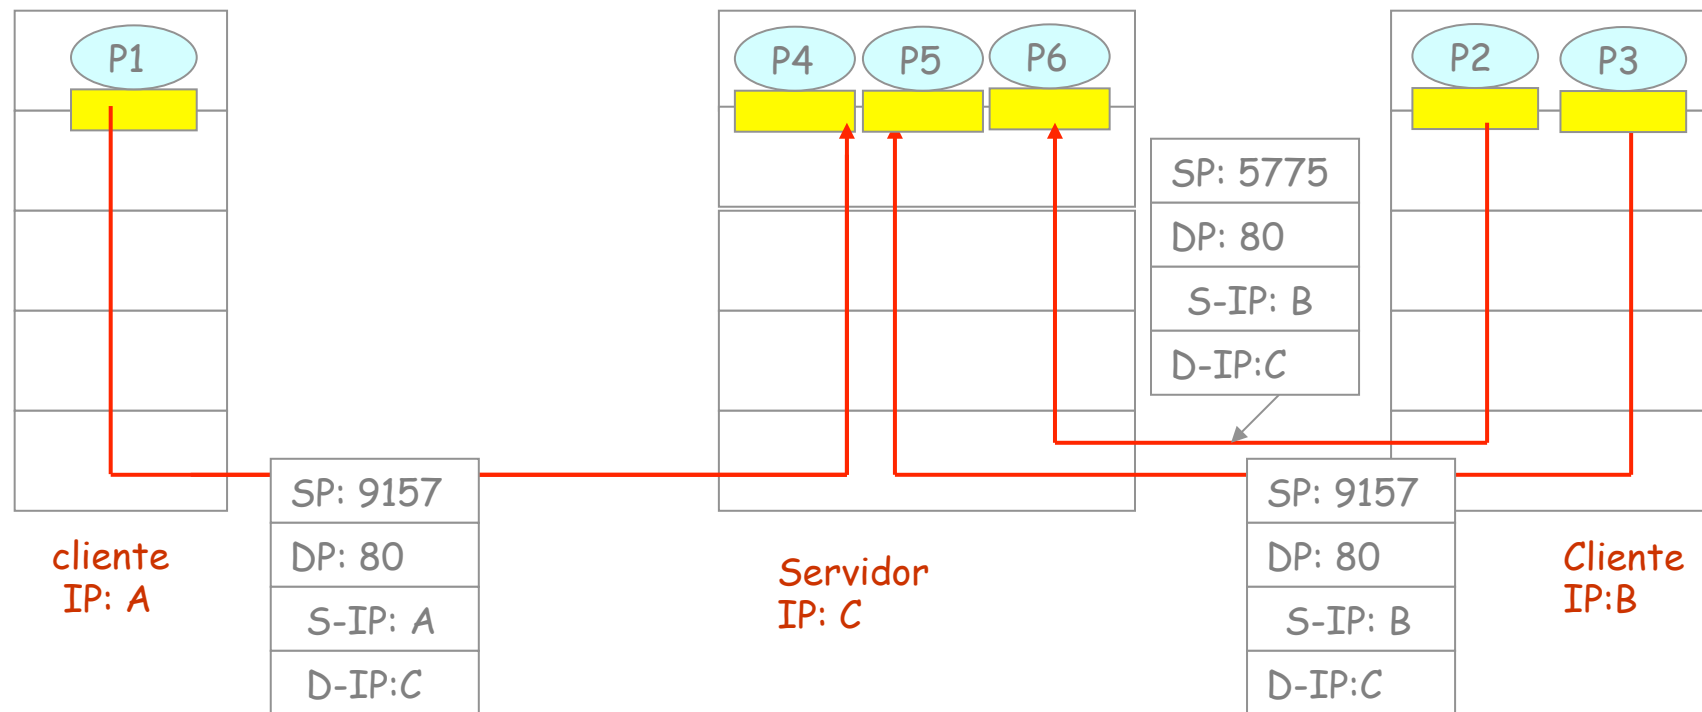 P1
P4
P5
P6
P2
P3
SP: 5775
DP: 80
S-IP: B
D-IP:C
SP: 9157
DP: 80
S-IP: A
D-IP:C
SP: 9157
DP: 80
S-IP: B
D-IP:C
cliente
IP: A
Servidor
IP: C
Cliente
IP:B